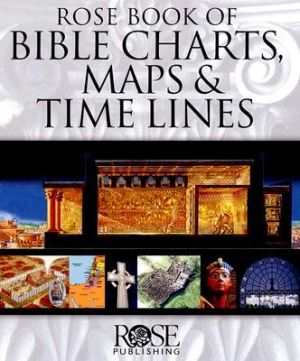 ROSE BOOK OF
BIBLE CHARTS,
MAPS &
TIME LINES
ROSE
PUBLISHING